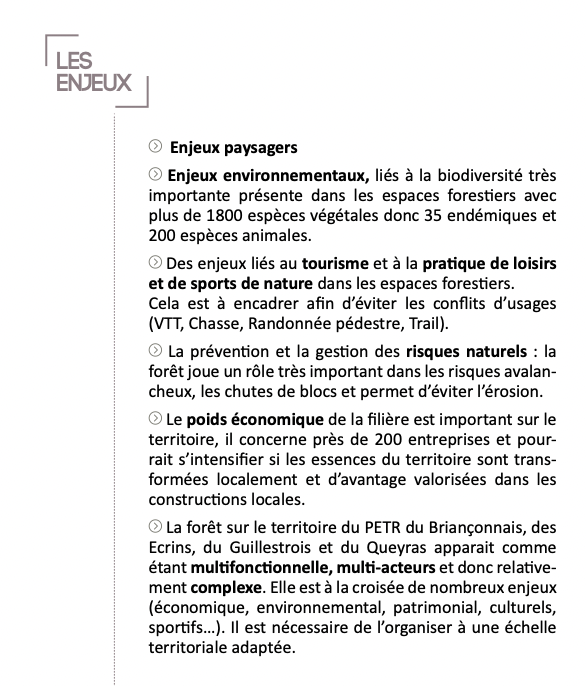 LES
ENJEUX
Enjeux paysagers
Enjeux environnementaux, liés à la biodiversité très
importante présente dans les espaces forestiers avec
plus de 1800 espèces végétales donc 35 endémiques et
200 espèces animales.
Des enjeux liés au tourisme et à la pratique de loisirs
et de sports de nature dans les espaces forestiers.
Cela est à encadrer afin d’éviter les conflits d’usages
(VTT, Chasse, Randonnée pédestre, Trail).
La prévention et la gestion des risques naturels : la
forêt joue un rôle très important dans les risques avalan-
cheux, les chutes de blocs et permet d’éviter l’érosion.
Le poids économique de la filière est important sur le
territoire, il concerne près de 200 entreprises et pour-
rait s’intensifier si les essences du territoire sont trans-
formées localement et d’avantage valorisées dans les
constructions locales.
La forêt sur le territoire du PETR du Briançonnais, des
Ecrins, du Guillestrois et du Queyras apparait comme
étant multifonctionnelle, multi-acteurs et donc relative-
ment complexe. Elle est à la croisée de nombreux enjeux
(économique, environnemental, patrimonial, culturels,
sportifs…). Il est nécessaire de l’organiser à une échelle
territoriale adaptée.